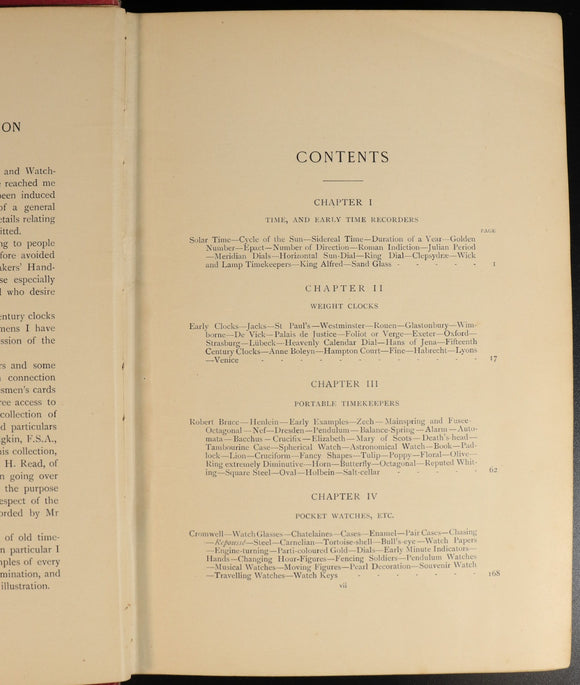 ION
and Watch-
reached me
been induced
of a general
etails relating
itted.
ng to people
fore avoided
akers' Hand-
se especially
d who desire
entury clocks
mens I have
ssion of the
rs and some
connection
esmen's cards
ree access to
collection of
d particulars
gkin, F.S.A.,
his collection,
H. Read, of
n going over
the purpose
espect of the
orded by Mr
of old time-
n particular I
mples of every
mination, and
illustration.
CONTENTS
CHAPTER I
TIME, AND EARLY TIME RECORDERS
PAGE
Solar Time—Cycle of the Sun—Sidereal Time—Duration of a Year—Golden
Number—Epact—Number of Direction—Roman Indiction—Julian Period
—Meridian Dials—Horizontal Sun-Dial—Ring Dial—Clepsydræ—Wick
and Lamp Timekeepers—King Alfred—Sand Glass - - - - - 1
CHAPTER II
WEIGHT CLOCKS
Early Clocks—Jacks—St Paul's—Westminster—Rouen—Glastonbury—Wim-
borne—De Vick—Palais de Justice—Foliot or Verge—Exeter—Oxford—
Strasburg—Lübeck—Heavenly Calendar Dial—Hans of Jena—Fifteenth
Century Clocks—Anne Boleyn—Hampton Court—Fine—Habrecht—Lyons
—Venice - - - - - - - - - - - 17
CHAPTER III
PORTABLE TIMEKEEPERS
Robert Bruce—Henlein—Early Examples—Zech—Mainspring and Fusee—
Octagonal—Nef—Dresden—Pendulum—Balance-Spring—Alarm—Auto-
mata—Bacchus—Crucifix—Elizabeth—Mary of Scots—Death's-head—
Tambourine Case—Spherical Watch—Astronomical Watch—Book—Pad-
lock—Lion—Cruciform—Fancy Shapes—Tulip—Poppy—Floral—Olive—
Ring extremely Diminutive—Horn—Butterfly—Octagonal—Reputed Whit-
ing—Square Steel—Oval—Holbein—Salt-cellar - - - - - 62
CHAPTER IV
POCKET WATCHES, ETC.
Cromwell—Watch Glasses—Chatelaines—Cases—Enamel—Pair Cases—Chasing
—Repoussé—Steel—Carnelian—Tortoise-shell—Bull's-eye—Watch Papers
—Engine-turning—Parti-coloured Gold—Dials—Early Minute Indicators—
Hands—Changing Hour-Figures—Fencing Soldiers—Pendulum Watches
—Musical Watches—Moving Figures—Pearl Decoration—Souvenir Watch
—Travelling Watches—Watch Keys - - - - - - 168
vii